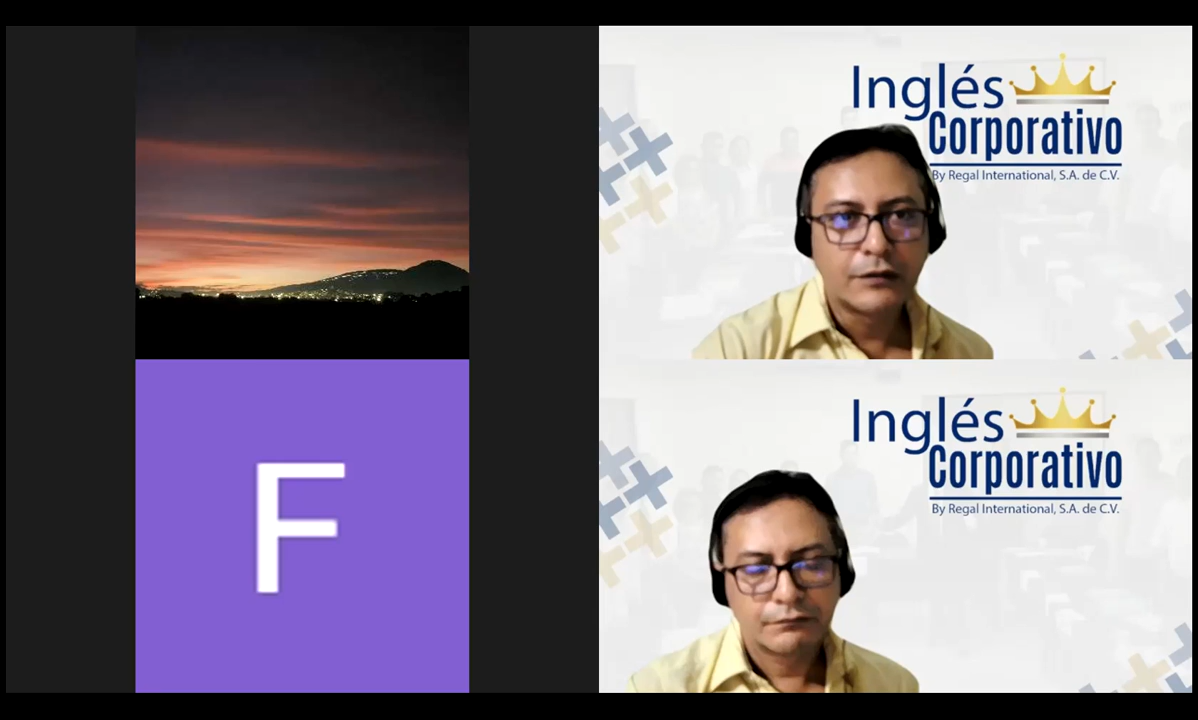 Inglés
Corporativo
By Regal International, S.A. de C.V.
F
Inglés
Corporativo
By Regal International, S.A. de C.V.